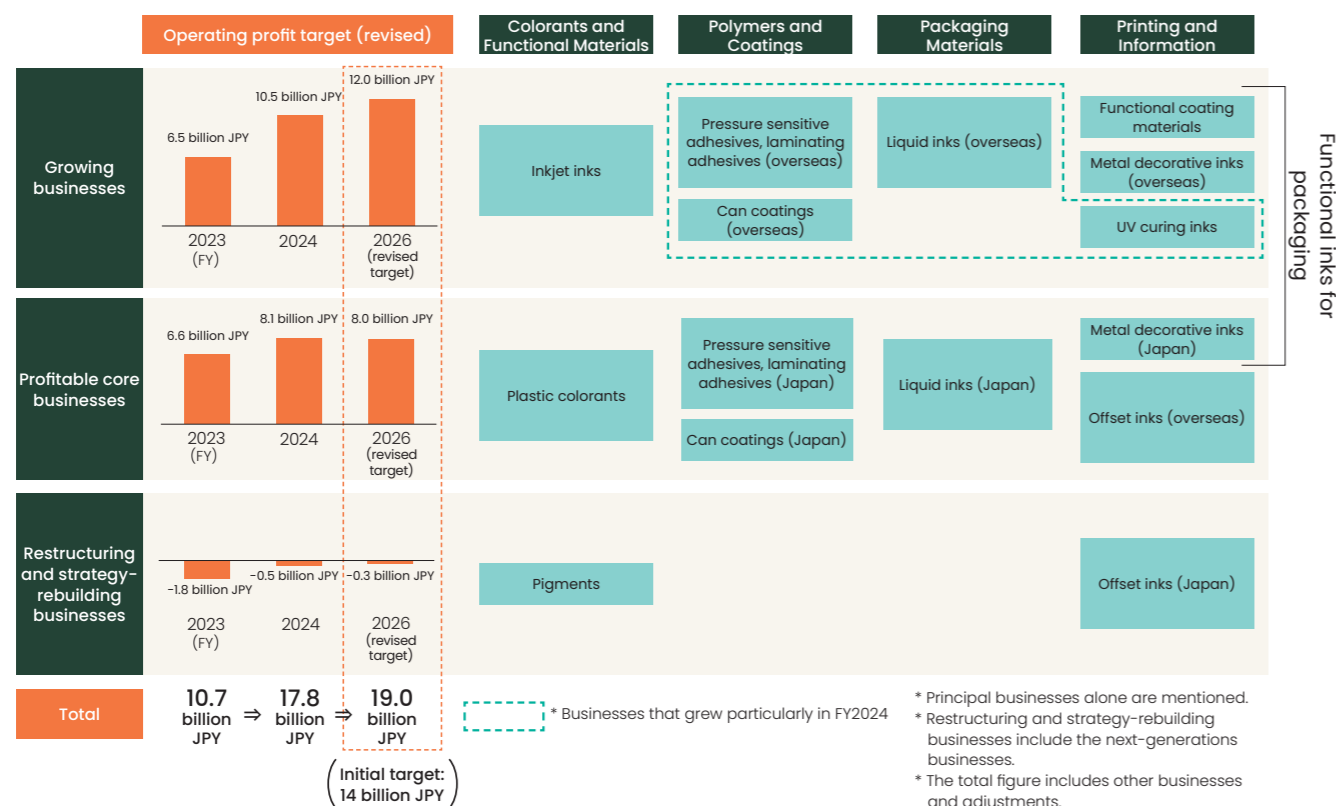 Operating profit target (revised)
Colorants and
Functional Materials
Polymers and
Coatings
Packaging
Materials
Printing and
Information
Growing
businesses
6.5 billion JPY
10.5 billion JPY
12.0 billion JPY
2023
(FY)
2024
2026
(revised
target)
Inkjet inks
Pressure sensitive
adhesives, laminating
adhesives (overseas)
Can coatings
(overseas)
Liquid inks (overseas)
Functional coating
materials
Metal decorative inks
(overseas)
UV curing inks
Functional inks for
packaging
Profitable core
businesses
6.6 billion JPY
8.1 billion JPY
8.0 billion JPY
2023
(FY)
2024
2026
(revised
target)
Plastic colorants
Pressure sensitive
adhesives, laminating
adhesives (Japan)
Can coatings (Japan)
Liquid inks (Japan)
Metal decorative inks
(Japan)
Offset inks (overseas)
Restructuring
and strategy-
rebuilding
businesses
-1.8 billion JPY
-0.5 billion JPY
-0.3 billion JPY
2023
(FY)
2024
2026
(revised
target)
Pigments
Offset inks (Japan)
Total
10.7
billion
JPY
⇒
17.8
billion
JPY
⇒
19.0
billion
JPY
(Initial target:
14 billion JPY)
* Businesses that grew particularly in FY2024
* Principal businesses alone are mentioned.
* Restructuring and strategy-rebuilding
businesses include the next-generations
businesses.
* The total figure includes other businesses
and adjustments.